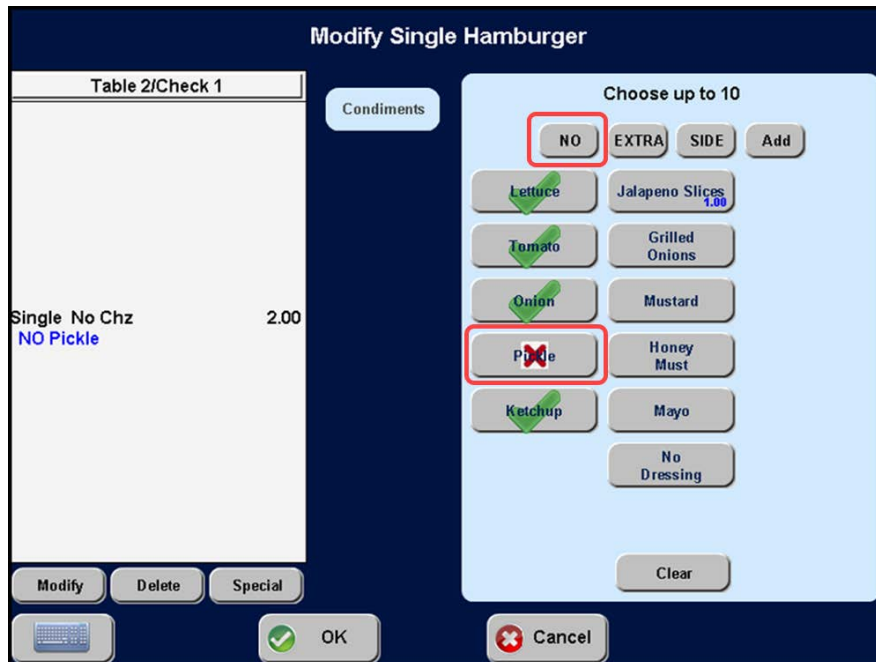 Modify Single Hamburger
Table 2/Check 1
Single No Chz 2.00
NO Pickle
Condiments
Choose up to 10
NO EXTRA SIDE Add
Lettuce Jalapeno Slices
1.00
Tomato Grilled
Onions
Onion Mustard
Pickle Honey
Must
Ketchup Mayo
No
Dressing
Clear
Modify Delete Special
OK Cancel